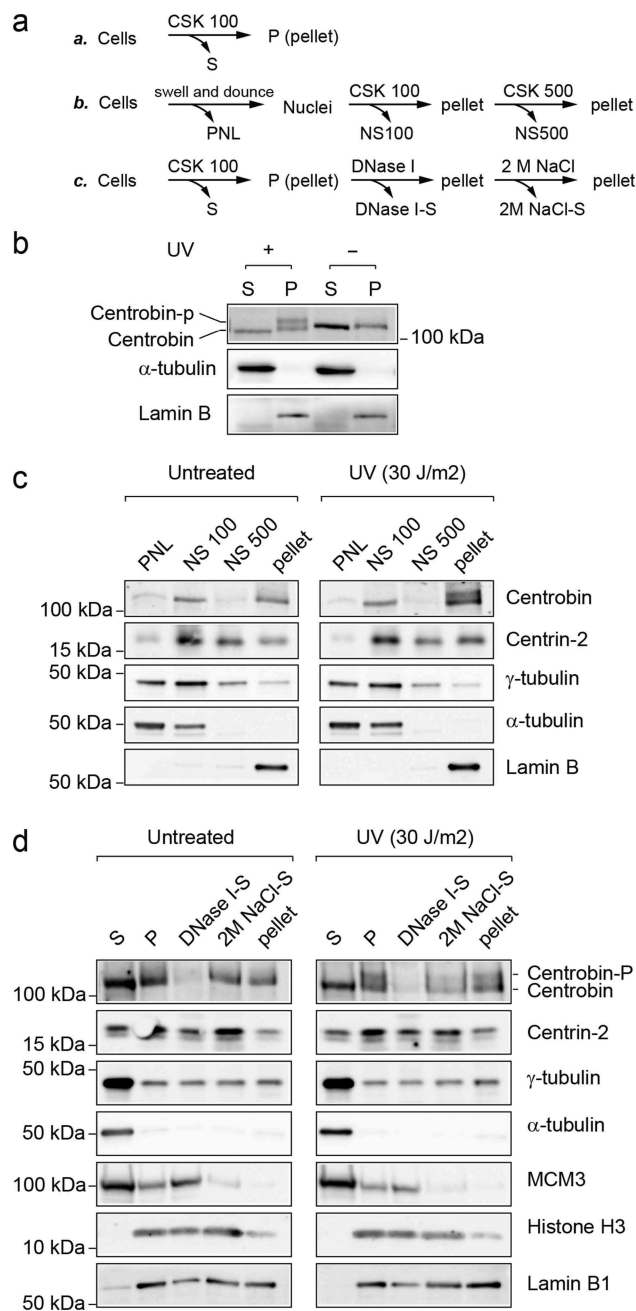 a
a. Cells CSK 100 P (pellet)
S
b. Cells swell and dounce Nuclei CSK 100 pellet CSK 500 pellet
PNL NS100 NS500
c. Cells CSK 100 P (pellet) DNase I pellet 2 M NaCl pellet
S DNase I-S 2M NaCl-S
b
UV + –
S P S P
Centrobin-p
Centrobin
100 kDa
α-tubulin
Lamin B
c
Untreated UV (30 J/m2)
PNL NS 100 NS 500 pellet PNL NS 100 NS 500 pellet
100 kDa Centrobin
15 kDa Centrin-2
50 kDa γ-tubulin
50 kDa α-tubulin
50 kDa Lamin B
d
Untreated UV (30 J/m2)
S P DNase I-S 2M NaCl-S pellet S P DNase I-S 2M NaCl-S pellet
Centrobin-P
100 kDa Centrobin
15 kDa Centrin-2
50 kDa γ-tubulin
50 kDa α-tubulin
100 kDa MCM3
10 kDa Histone H3
50 kDa Lamin B1